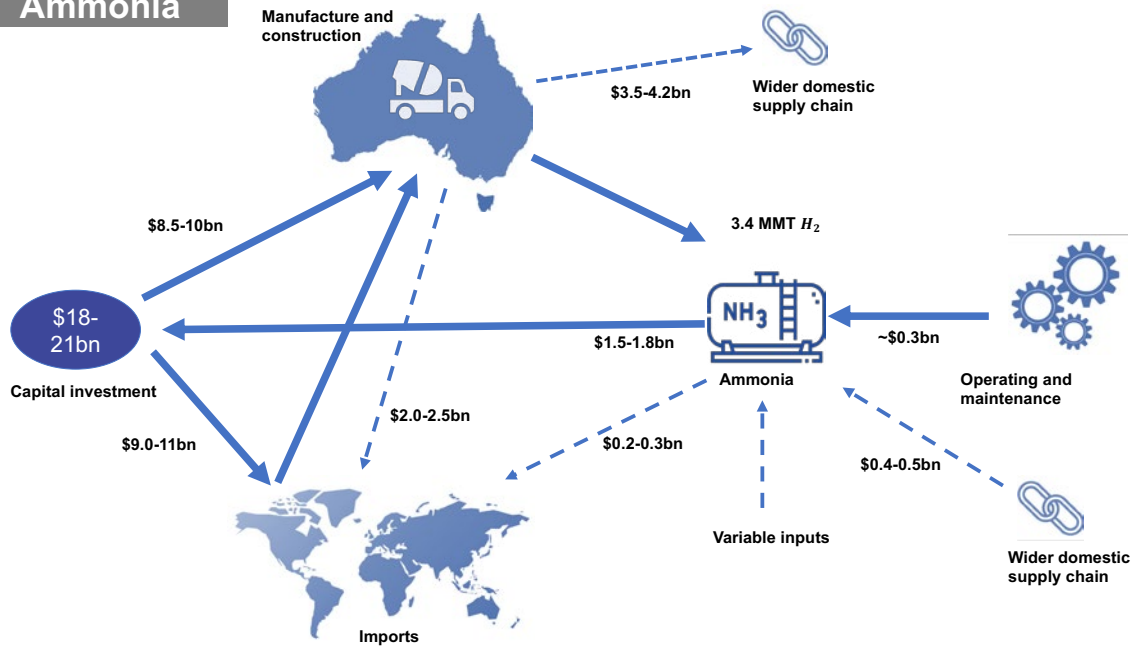 Ammonia
Manufacture and
construction
$3.5-4.2bn
Wider domestic
supply chain
$8.5-10bn
3.4 MMT H₂
$18-
21bn
Capital investment
NH₃
$1.5-1.8bn
~$0.3bn
Ammonia
Operating and
maintenance
$9.0-11bn
$2.0-2.5bn
$0.2-0.3bn
$0.4-0.5bn
Variable inputs
Wider domestic
supply chain
Imports